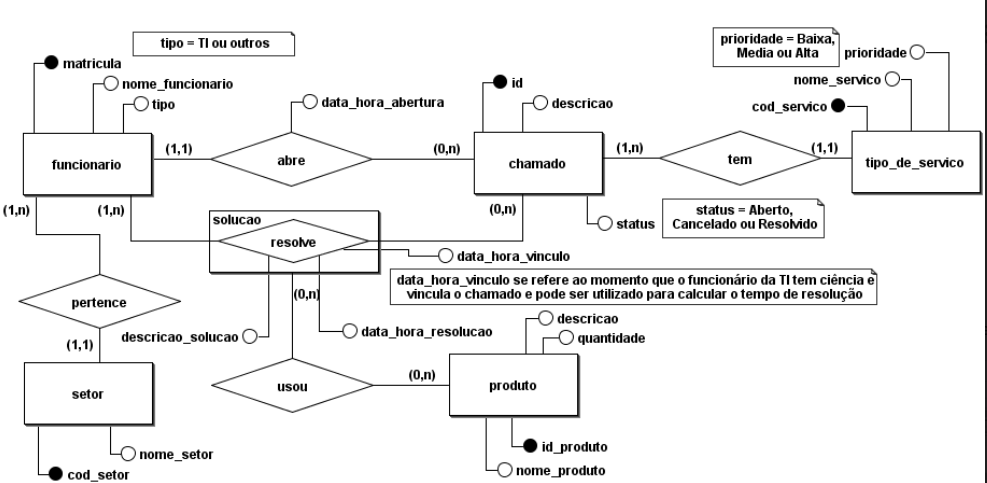 tipo = TI ou outros
prioridade = Baixa,
Media ou Alta
prioridade
matricula
nome_funcionario
tipo
data_hora_abertura
id
descricao
nome_servico
cod_servico
funcionario
(1,1)
abre
(0,n)
chamado
(1,n)
tem
(1,1)
tipo_de_servico
(1,n)
(1,n)
solucao
resolve
(0,n)
status
status = Aberto,
Cancelado ou Resolvido
data_hora_vinculo
data_hora_vinculo se refere ao momento que o funcionário da TI tem ciência e
vincula o chamado e pode ser utilizado para calcular o tempo de resolução
pertence
(0,n)
descricao_solucao
data_hora_resolucao
descricao
quantidade
(1,1)
setor
usou
(0,n)
produto
nome_setor
cod_setor
id_produto
nome_produto